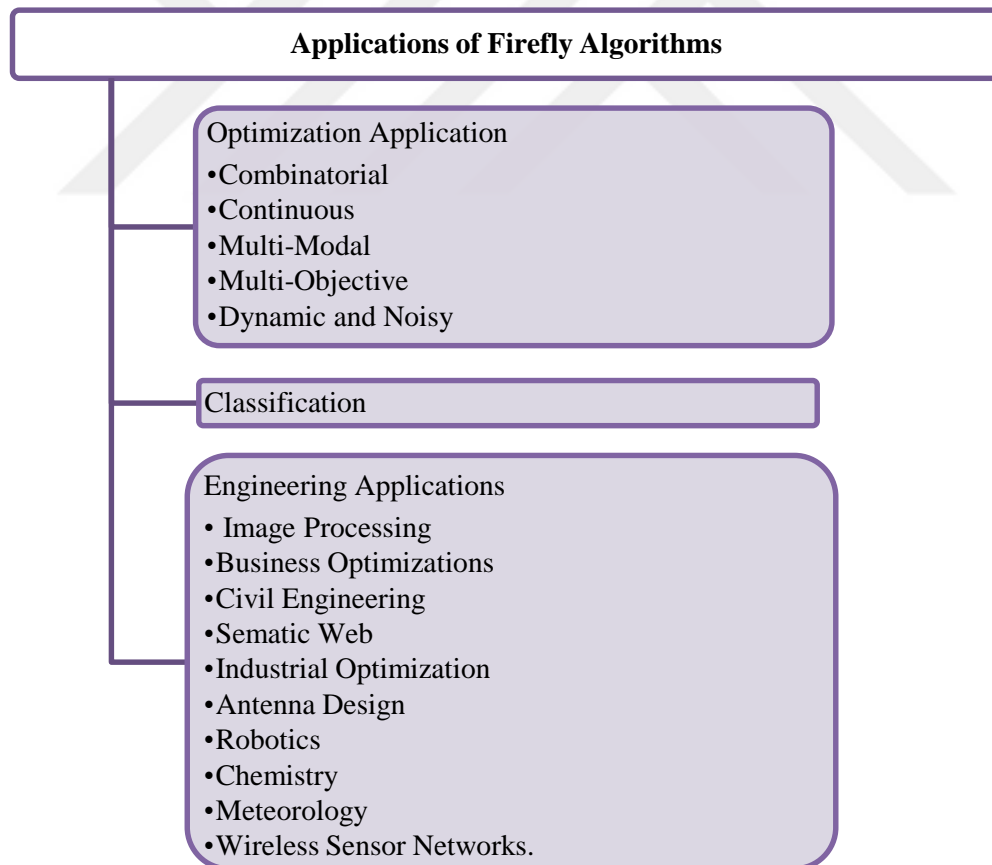 Applications of Firefly Algorithms
Optimization Application
•Combinatorial
•Continuous
•Multi-Modal
•Multi-Objective
•Dynamic and Noisy
Classification
Engineering Applications
• Image Processing
•Business Optimizations
•Civil Engineering
•Sematic Web
•Industrial Optimization
•Antenna Design
•Robotics
•Chemistry
•Meteorology
•Wireless Sensor Networks.